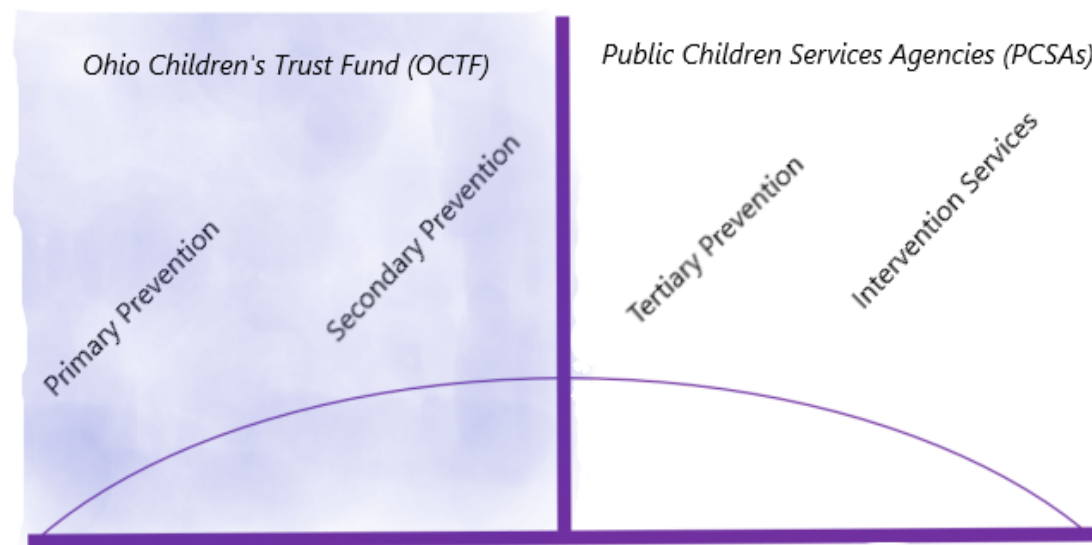 Ohio Children's Trust Fund (OCTF)
Public Children Services Agencies (PCSAs)
Primary Prevention
Secondary Prevention
Tertiary Prevention
Intervention Services